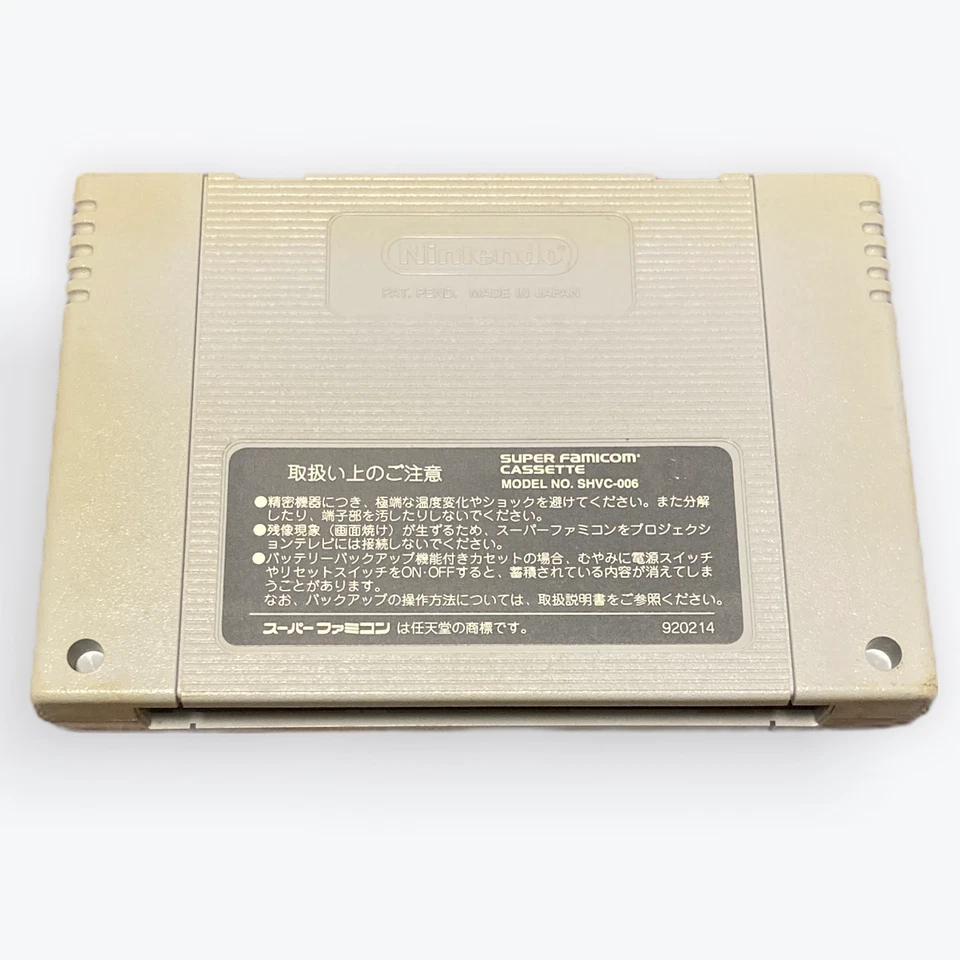 Nintendo®
PAT. PEND. MADE IN JAPAN
取扱い上のご注意
SUPER FAMICOM®
CASSETTE
MODEL NO. SHVC-006
●精密機器につき、極端な温度変化やショックを避けてください。また分解
したり、端子部を汚したりしないでください。
●残像現象（画面焼け）が生ずるため、スーパーファミコンをプロジェクシ
ョンテレビには接続しないでください。
●バッテリーバックアップ機能付きカセットの場合、むやみに電源スイッチ
やリセットスイッチをON・OFFすると、蓄積されている内容が消えてしま
うことがあります。
なお、バックアップの操作方法については、取扱説明書をご参照ください。
スーパーファミコン は任天堂の商標です。 920214